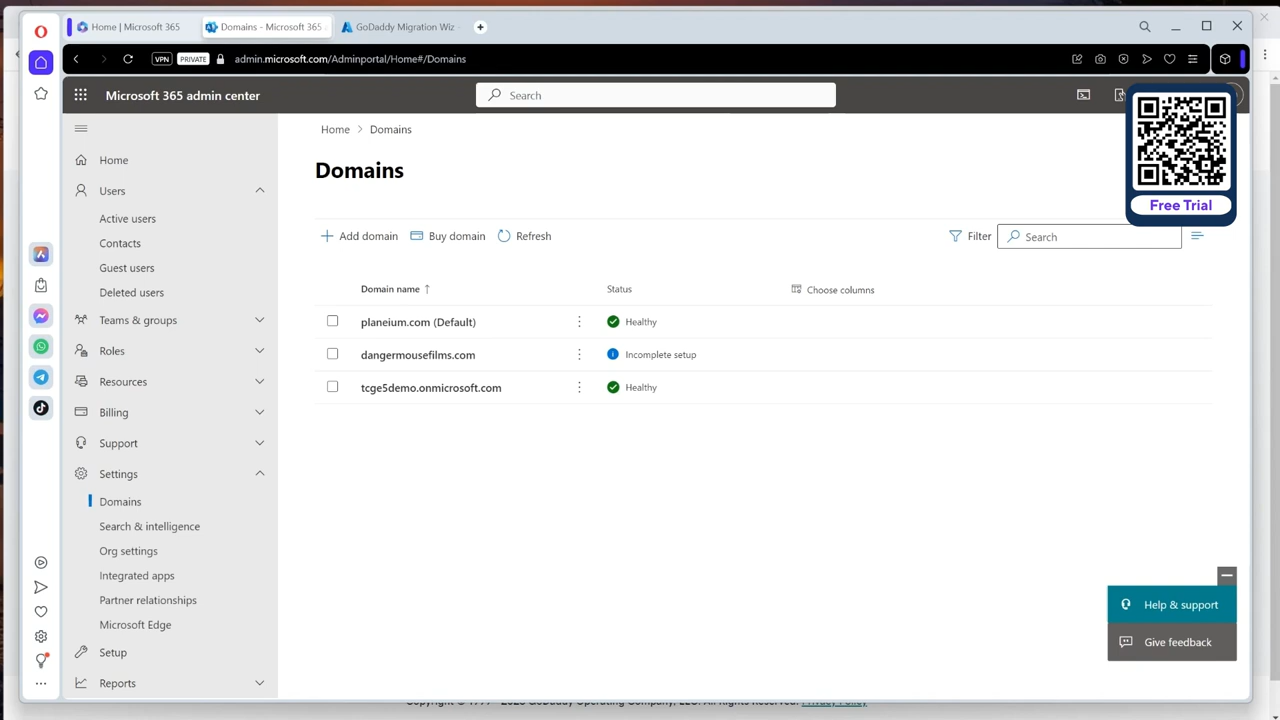 Home | Microsoft 365
Domains - Microsoft 365
GoDaddy Migration Wiz
VPN
PRIVATE
admin.microsoft.com/Adminportal/Home#/Domains
Microsoft 365 admin center
Search
Free Trial
Home
Users
Active users
Contacts
Guest users
Deleted users
Teams & groups
Roles
Resources
Billing
Support
Settings
Domains
Search & intelligence
Org settings
Integrated apps
Partner relationships
Microsoft Edge
Setup
Reports
Home > Domains
Domains
Add domain
Buy domain
Refresh
Filter
Search
Domain name ↑
Status
Choose columns
planeium.com (Default)
Healthy
dangermousefilms.com
Incomplete setup
tcge5demo.onmicrosoft.com
Healthy
Help & support
Give feedback